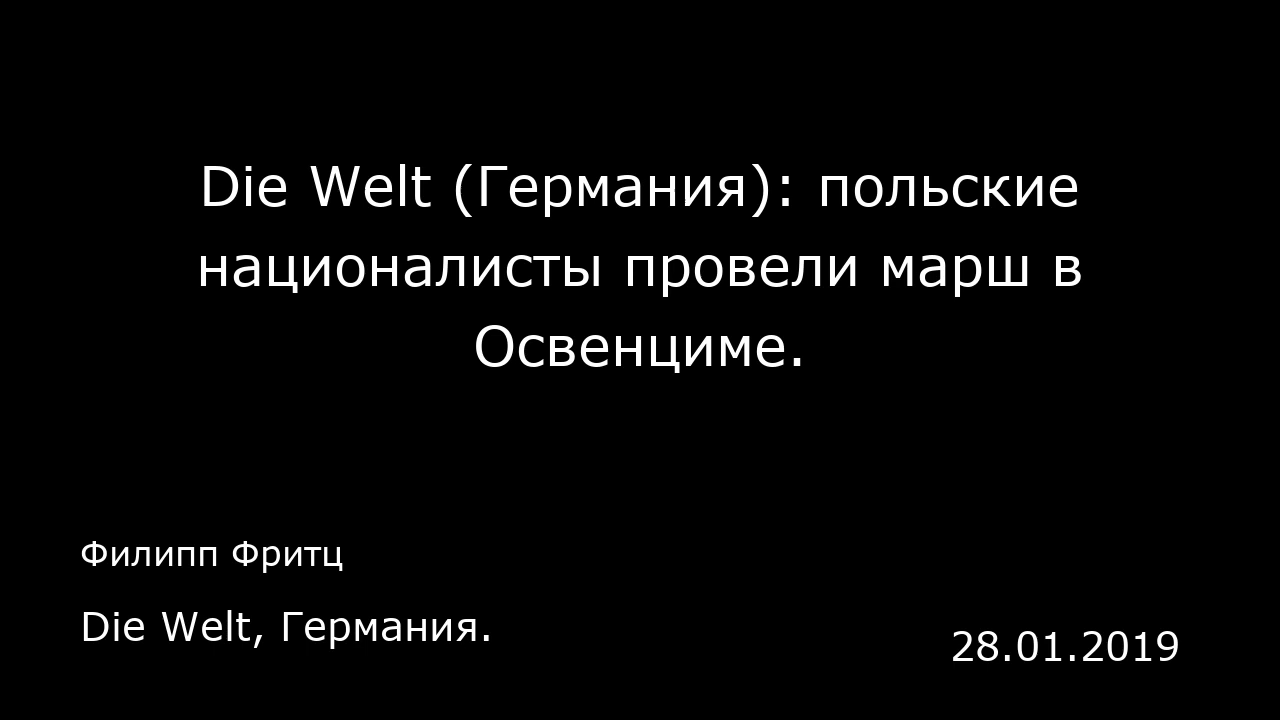 Die Welt (Германия): польские
националисты провели марш в
Освенциме.
Филипп Фритц
Die Welt, Германия.
28.01.2019